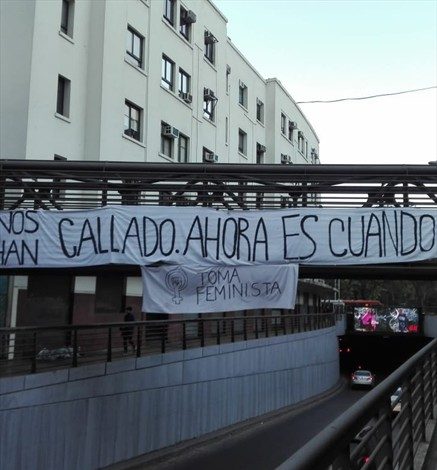 NOS
HAN CALLADO. AHORA ES CUANDO
TOMA
FEMINISTA